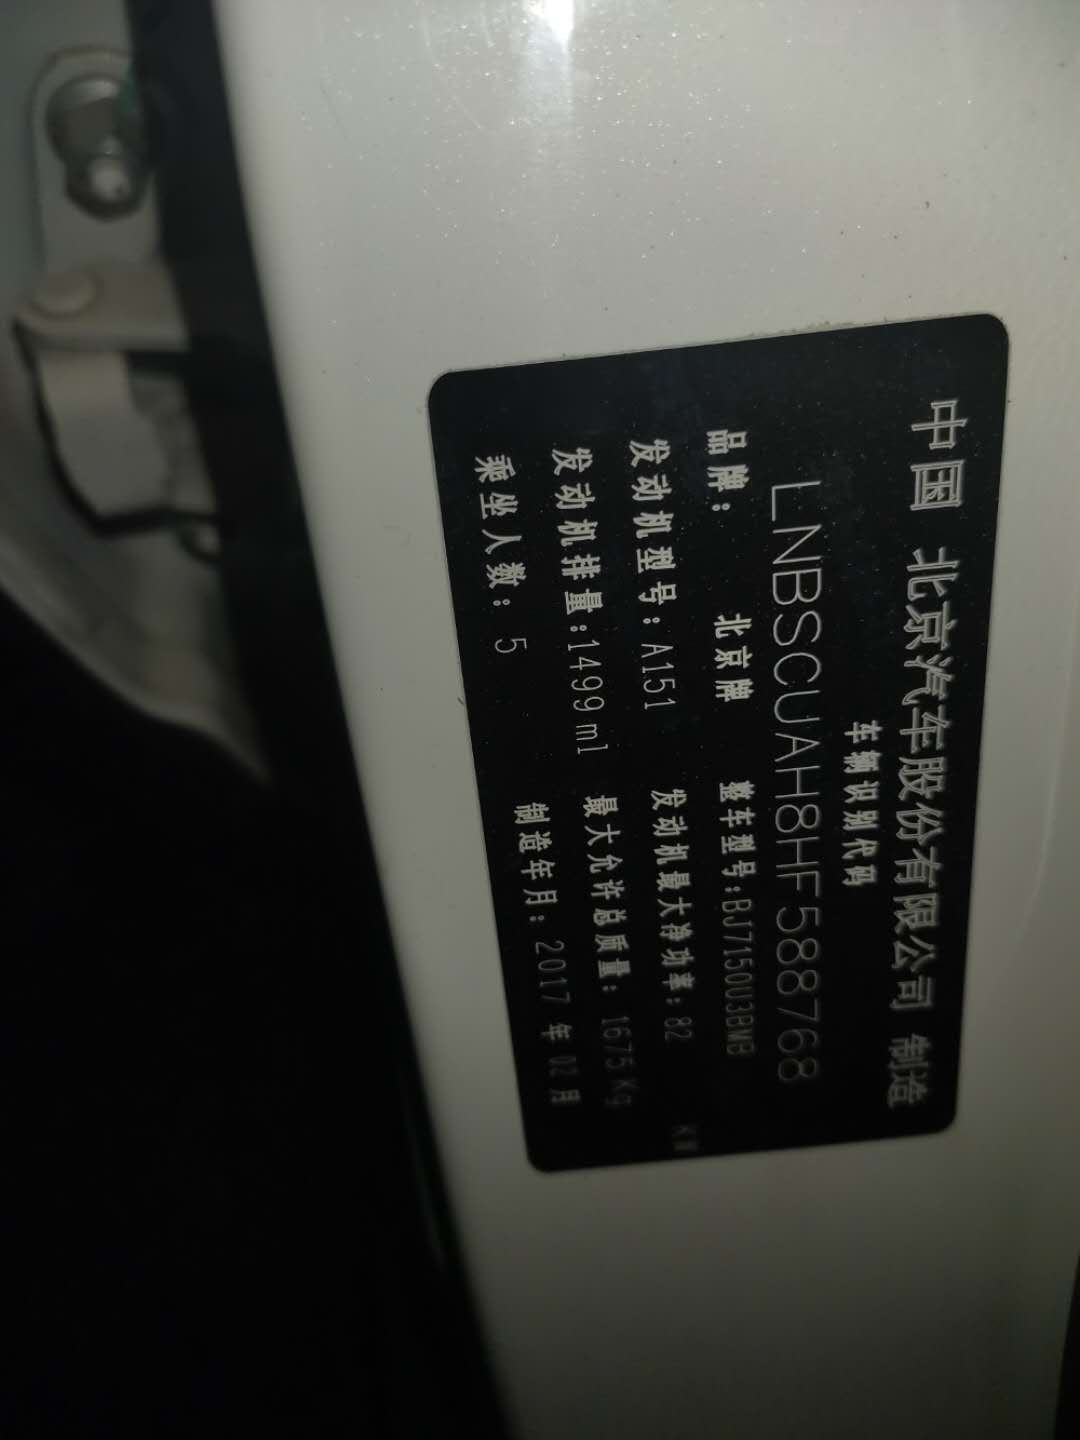 中国 北京汽车股份有限公司 制造
车辆识别代码
LNBSCUAH8HF588768
品牌: 北京牌 整车型号:BJ7150U3BMB
发动机型号:A151 发动机最大净功率:82 KW
发动机排量:1499ml 最大允许总质量: 1675Kg
乘坐人数: 5 制造年月: 2017 年 02 月